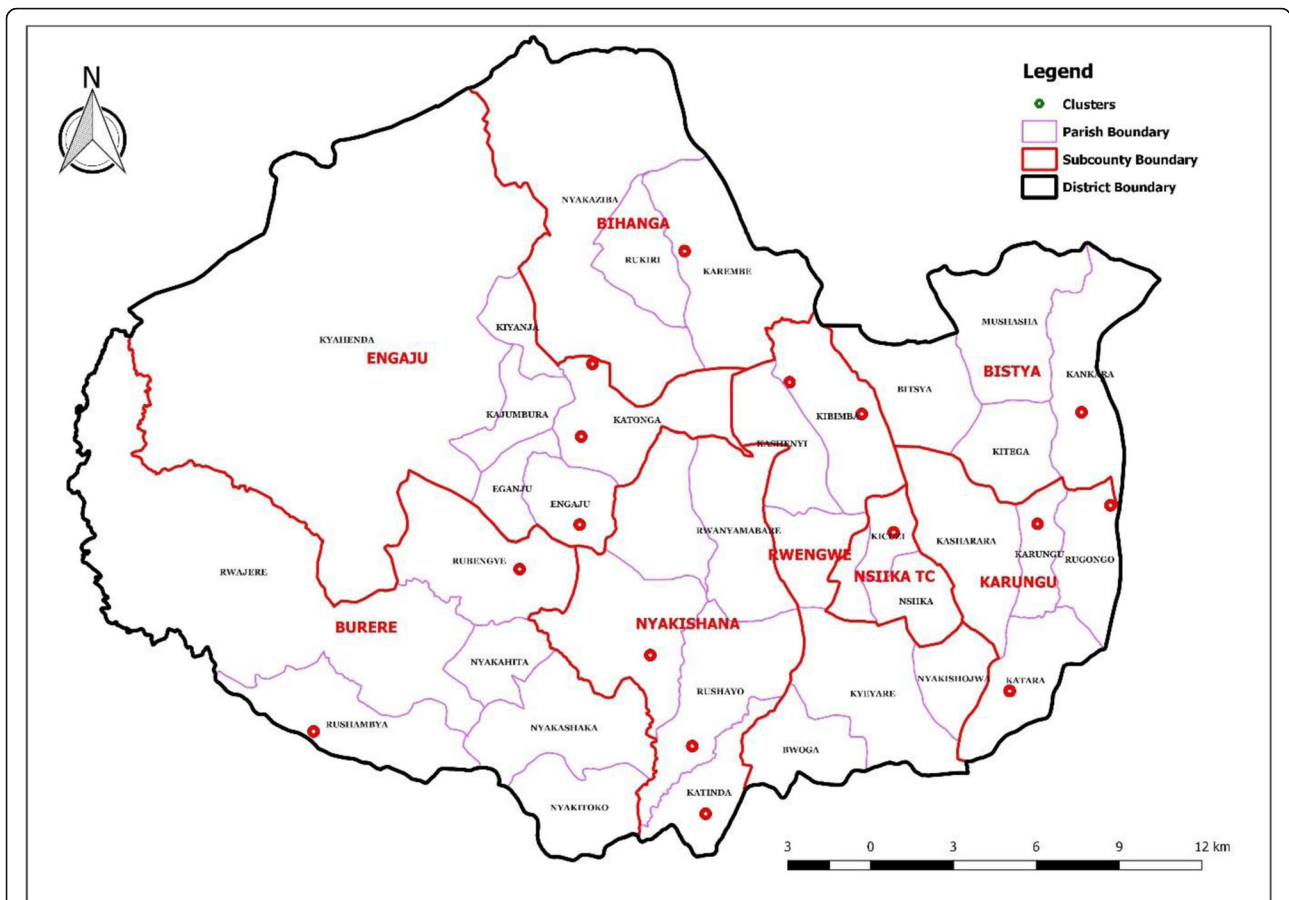 N
Legend
Clusters
Parish Boundary
Subcounty Boundary
District Boundary
NYAKAZIBA
BIHANGA
RUKIRI
KAREMBE
MUSHASHA
KIYANJA
KYAHENDA
ENGAJU
BISTYA
KANKARA
BITSYA
KAJUMBURA
KATONGA
KIBIMBA
KASHENYI
KITEGA
EGANJU
ENGAJU
RWANYAMABARE
KICUZI
KASHARARA
KARUNGU
RUGONGO
RUBENGYE
RWENGWE
RWAJERE
NSIIKA TC
KARUNGU
NSIIKA
BURERE
NYAKISHANA
NYAKAHITA
RUSHAYO
KYEYARE
NYAKISHOJWA
KATARA
RUSHAMBYA
NYAKASHAKA
BWOGA
NYAKITOKO
KATINDA
3 0 3 6 9 12 km